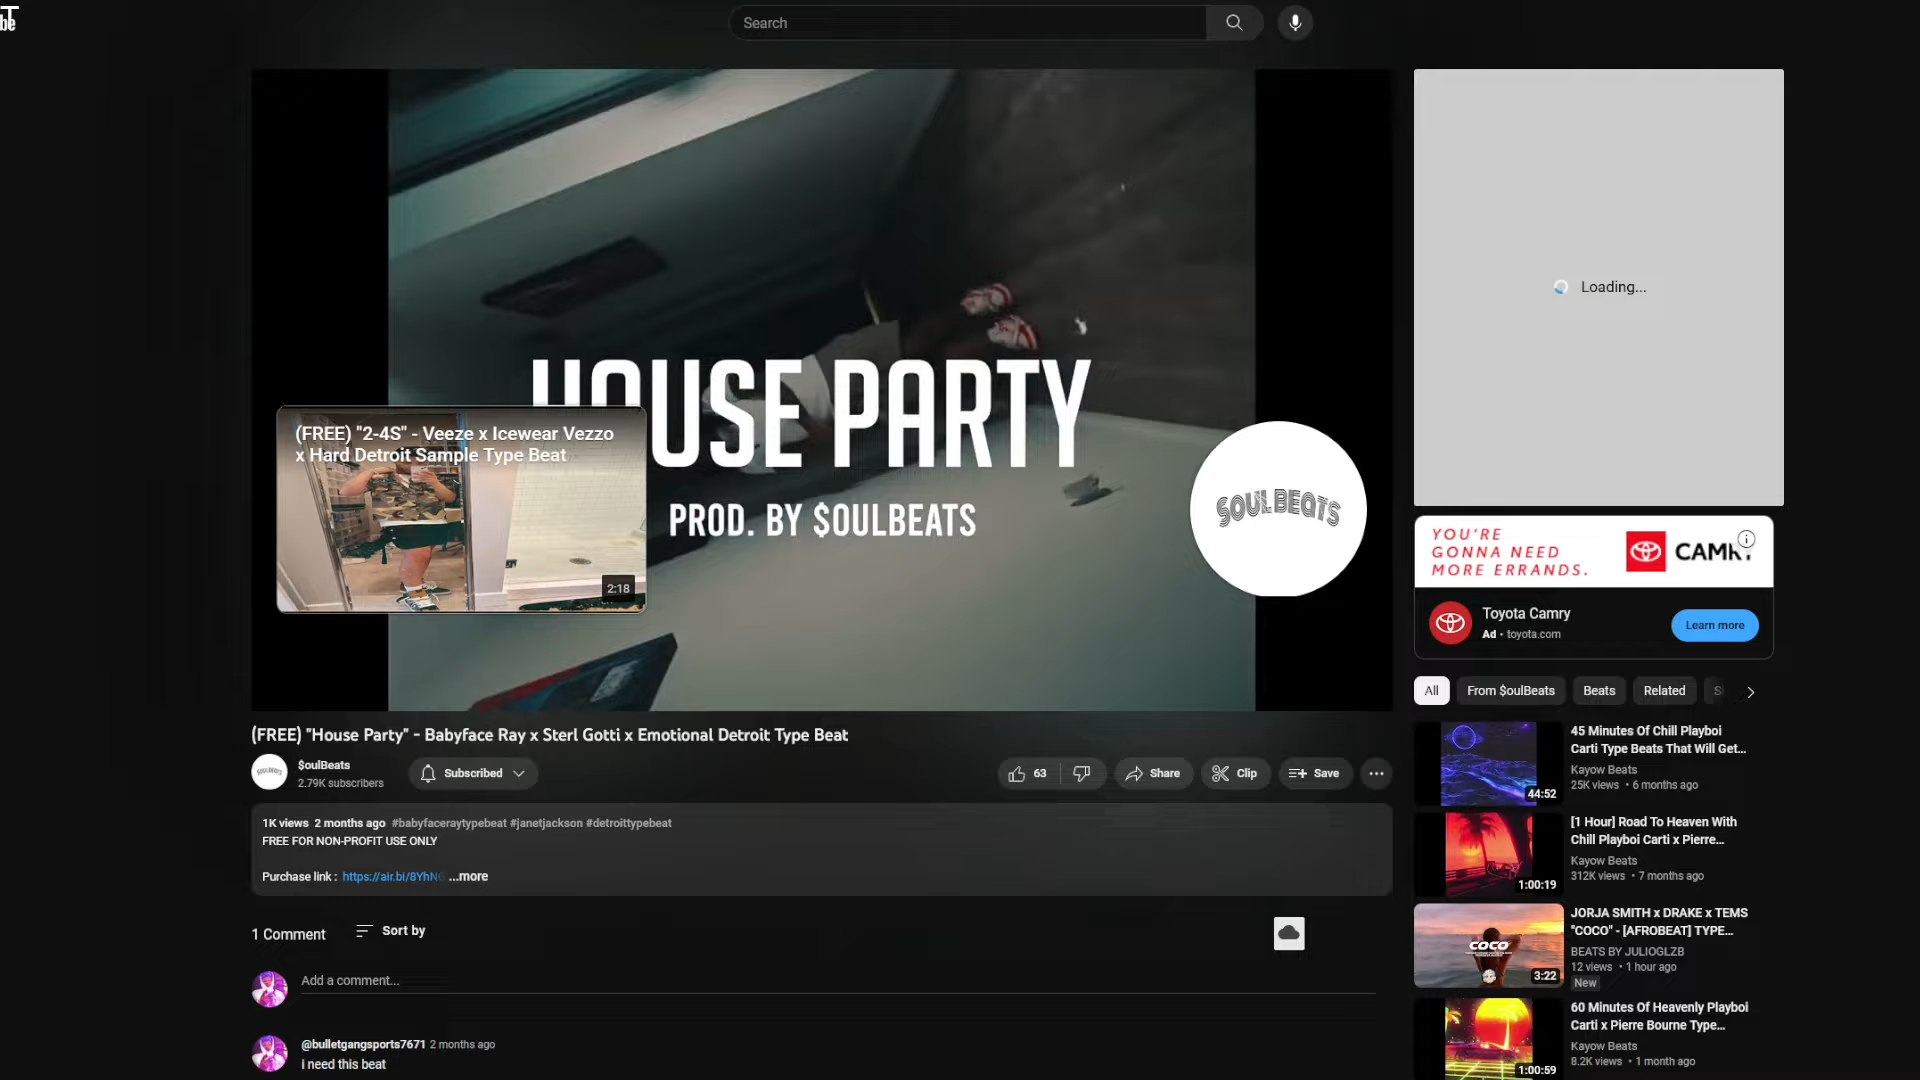 be
Search
HOUSE PARTY
PROD. BY $OULBEATS
(FREE) "2-4S" - Veeze x Icewear Vezzo
x Hard Detroit Sample Type Beat
2:18
SOULBEATS
(FREE) "House Party" - Babyface Ray x Sterl Gotti x Emotional Detroit Type Beat
$oulBeats
2.79K subscribers
Subscribed
63
Share
Clip
Save
1K views 2 months ago #babyfaceraytypebeat #janetjackson #detroittypebeat
FREE FOR NON-PROFIT USE ONLY
Purchase link : https://air.bi/8YhN ...more
1 Comment
Sort by
Add a comment...
@bulletgangsports7671 2 months ago
i need this beat
Loading...
YOU'RE
GONNA NEED
MORE ERRANDS.
CAMRY
Toyota Camry
Ad • toyota.com
Learn more
All
From $oulBeats
Beats
Related
45 Minutes Of Chill Playboi
Carti Type Beats That Will Get...
Kayow Beats
25K views • 6 months ago
44:52
[1 Hour] Road To Heaven With
Chill Playboi Carti x Pierre...
Kayow Beats
312K views • 7 months ago
1:00:19
JORJA SMITH x DRAKE x TEMS
"COCO" - [AFROBEAT] TYPE...
BEATS BY JULIOGLZB
12 views • 1 hour ago
New
COCO
3:22
60 Minutes Of Heavenly Playboi
Carti x Pierre Bourne Type...
Kayow Beats
8.2K views • 1 month ago
1:00:59